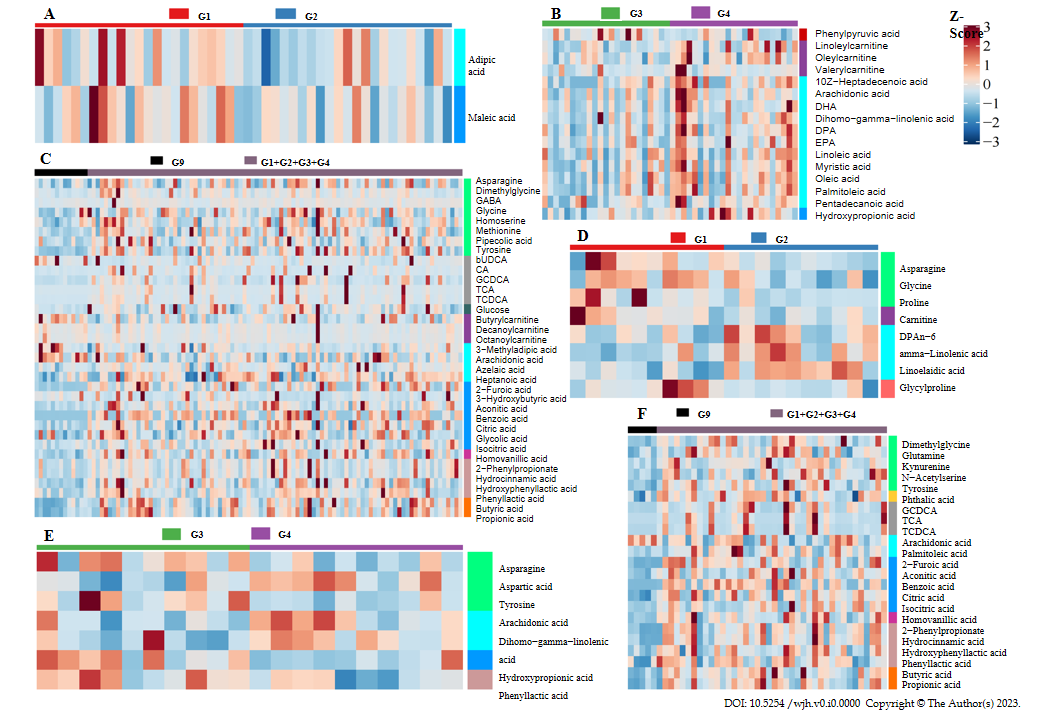 A
G1
G2
Adipic
acid
Maleic acid
B
G3
G4
Phenylpyruvic acid
Linoleylcarnitine
Oleylcarnitine
Valerylcarnitine
10Z−Heptadecenoic acid
Arachidonic acid
DHA
Dihomo−gamma−linolenic acid
DPA
EPA
Linoleic acid
Myristic acid
Oleic acid
Palmitoleic acid
Pentadecanoic acid
Hydroxypropionic acid
Z-
Score
3
2
1
0
−1
−2
−3
C
G9
G1+G2+G3+G4
Asparagine
Dimethylglycine
GABA
Glycine
Homoserine
Methionine
Pipecolic acid
Tyrosine
bUDCA
CA
GCDCA
TCA
TCDCA
Glucose
Butyrylcarnitine
Decanoylcarnitine
Octanoylcarnitine
3−Methyladipic acid
Arachidonic acid
Azelaic acid
Heptanoic acid
2−Furoic acid
3−Hydroxybutyric acid
Aconitic acid
Benzoic acid
Citric acid
Glycolic acid
Isocitric acid
Homovanillic acid
2−Phenylpropionate
Hydrocinnamic acid
Hydroxyphenyllactic acid
Phenyllactic acid
Butyric acid
Propionic acid
D
G1
G2
Asparagine
Glycine
Proline
Carnitine
DPAn−6
amma−Linolenic acid
Linoelaidic acid
Glycylproline
E
G3
G4
Asparagine
Aspartic acid
Tyrosine
Arachidonic acid
Dihomo−gamma−linolenic
acid
Hydroxypropionic acid
Phenyllactic acid
F
G9
G1+G2+G3+G4
Dimethylglycine
Glutamine
Kynurenine
N−Acetylserine
Tyrosine
Phthalic acid
GCDCA
TCA
TCDCA
Arachidonic acid
Palmitoleic acid
2−Furoic acid
Aconitic acid
Benzoic acid
Citric acid
Isocitric acid
Homovanillic acid
2−Phenylpropionate
Hydrocinnamic acid
Hydroxyphenyllactic acid
Phenyllactic acid
Butyric acid
Propionic acid
DOI: 10.5254 /wjh.v0.i0.0000 Copyright © The Author(s) 2023.